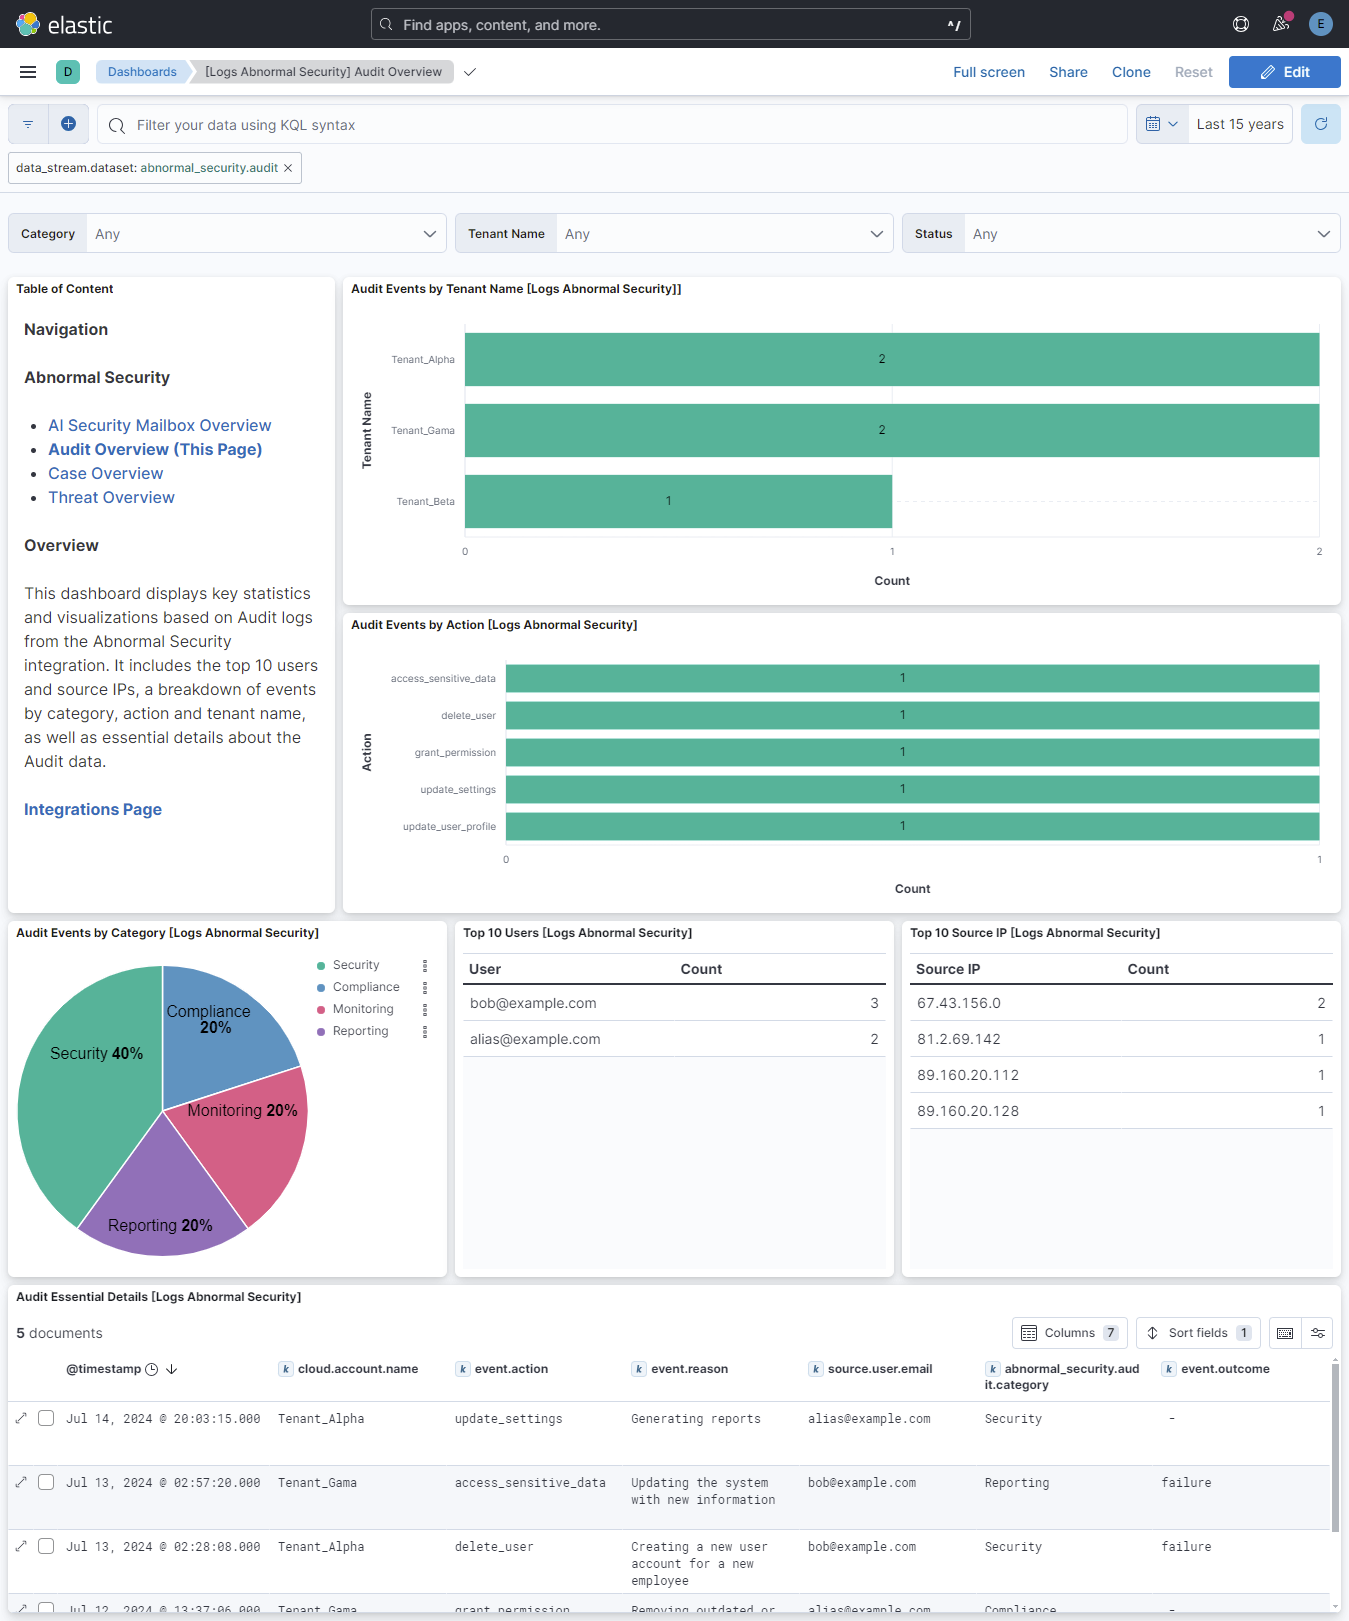 elastic
Find apps, content, and more.
^/
E
D
Dashboards
[Logs Abnormal Security] Audit Overview
Full screen
Share
Clone
Reset
Edit
Filter your data using KQL syntax
Last 15 years
data_stream.dataset: abnormal_security.audit
Category
Any
Tenant Name
Any
Status
Any
Table of Content
Navigation
Abnormal Security
AI Security Mailbox Overview
Audit Overview (This Page)
Case Overview
Threat Overview
Overview
This dashboard displays key statistics
and visualizations based on Audit logs
from the Abnormal Security
integration. It includes the top 10 users
and source IPs, a breakdown of events
by category, action and tenant name,
as well as essential details about the
Audit data.
Integrations Page
Audit Events by Tenant Name [Logs Abnormal Security]]
Tenant Name
Tenant_Alpha
2
Tenant_Gama
2
Tenant_Beta
1
0
1
2
Count
Audit Events by Action [Logs Abnormal Security]
Action
access_sensitive_data
1
delete_user
1
grant_permission
1
update_settings
1
update_user_profile
1
0
1
Count
Audit Events by Category [Logs Abnormal Security]
Compliance
20%
Security 40%
Monitoring 20%
Reporting 20%
Security
Compliance
Monitoring
Reporting
Top 10 Users [Logs Abnormal Security]
User Count
bob@example.com 3
alias@example.com 2
Top 10 Source IP [Logs Abnormal Security]
Source IP Count
67.43.156.0 2
81.2.69.142 1
89.160.20.112 1
89.160.20.128 1
Audit Essential Details [Logs Abnormal Security]
5 documents
Columns 7
Sort fields 1
@timestamp
k cloud.account.name
k event.action
k event.reason
k source.user.email
k abnormal_security.aud
it.category
k event.outcome
Jul 14, 2024 @ 20:03:15.000 Tenant_Alpha update_settings Generating reports alias@example.com Security -
Jul 13, 2024 @ 02:57:20.000 Tenant_Gama access_sensitive_data Updating the system bob@example.com Reporting failure
with new information
Jul 13, 2024 @ 02:28:08.000 Tenant_Alpha delete_user Creating a new user bob@example.com Security failure
account for a new
employee
Jul 12, 2024 @ 13:37:06.000 Tenant_Gama grant_permission Removing outdated or alias@example.com Compliance -